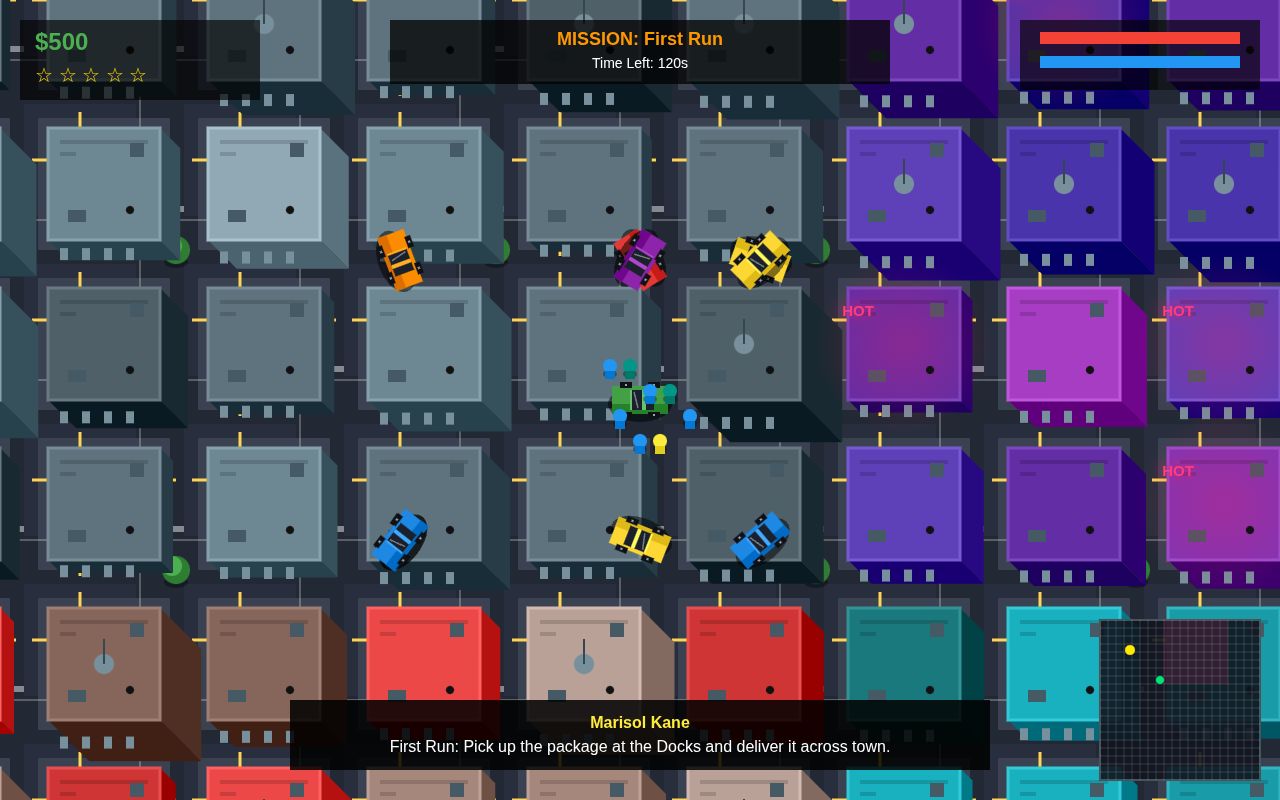 $500
☆ ☆ ☆ ☆ ☆
MISSION: First Run
Time Left: 120s
HOT
HOT
HOT
Marisol Kane
First Run: Pick up the package at the Docks and deliver it across town.